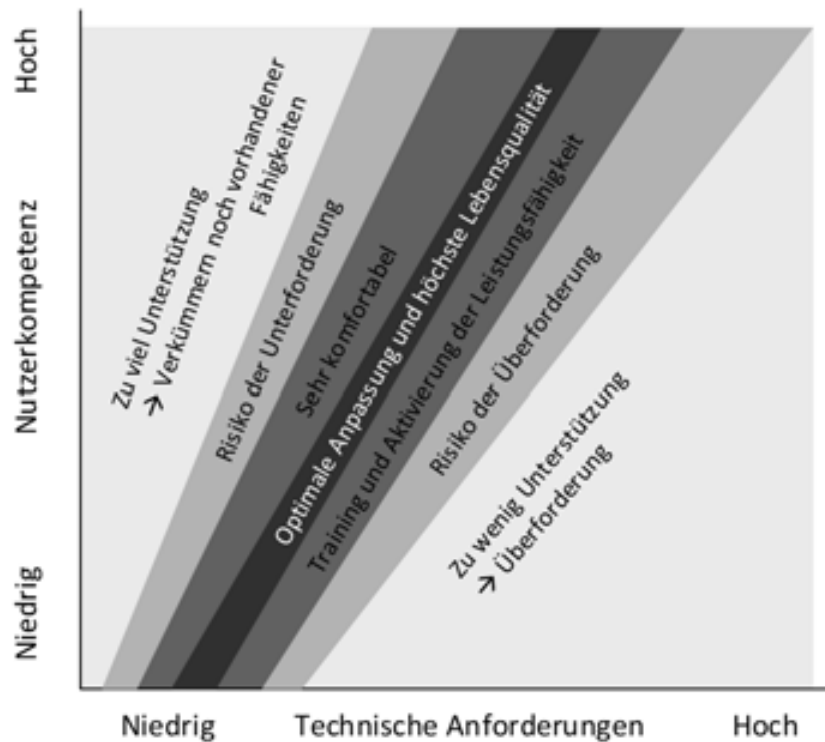 Hoch
Nutzerkompetenz
Niedrig
Zu viel Unterstützung
→ Verkümmern noch vorhandener
Fähigkeiten
Risiko der Unterforderung
Sehr komfortabel
Optimale Anpassung und höchste Lebensqualität
Training und Aktivierung der Leistungsfähigkeit
Risiko der Überforderung
Zu wenig Unterstützung
→ Überforderung
Niedrig
Technische Anforderungen
Hoch